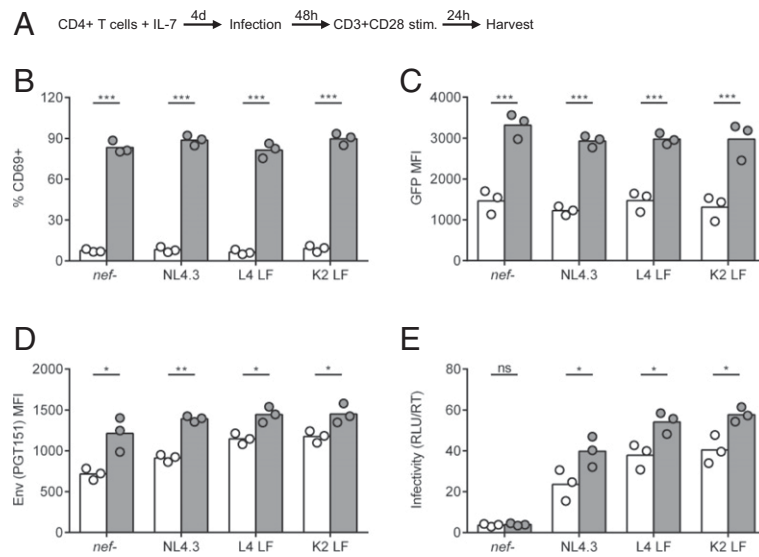 A
CD4+ T cells + IL-7 4d Infection 48h CD3+CD28 stim. 24h Harvest
B
% CD69+
120
90
60
30
0
*** *** *** ***
nef- NL4.3 L4 LF K2 LF
C
GFP MFI
4000
3000
2000
1000
0
*** *** *** ***
nef- NL4.3 L4 LF K2 LF
D
Env (PGT151) MFI
2000
1500
1000
500
0
* ** * *
nef- NL4.3 L4 LF K2 LF
E
Infectivity (RLU/RT)
80
60
40
20
0
ns * * *
nef- NL4.3 L4 LF K2 LF